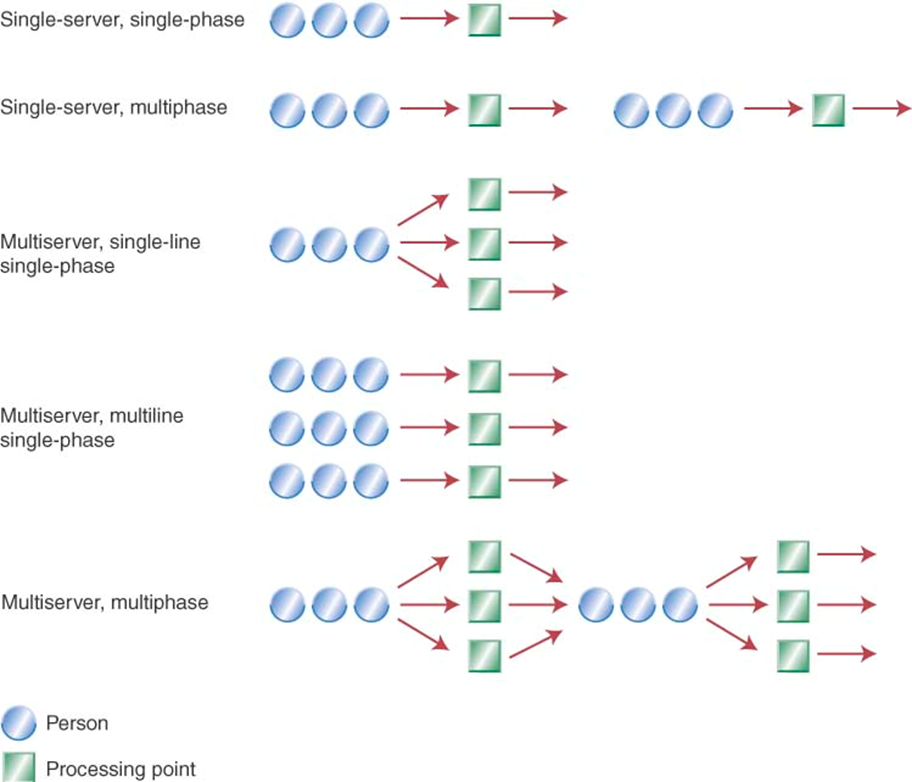 Single-server, single-phase
Single-server, multiphase
Multiserver, single-line
single-phase
Multiserver, multiline
single-phase
Multiserver, multiphase
Person
Processing point